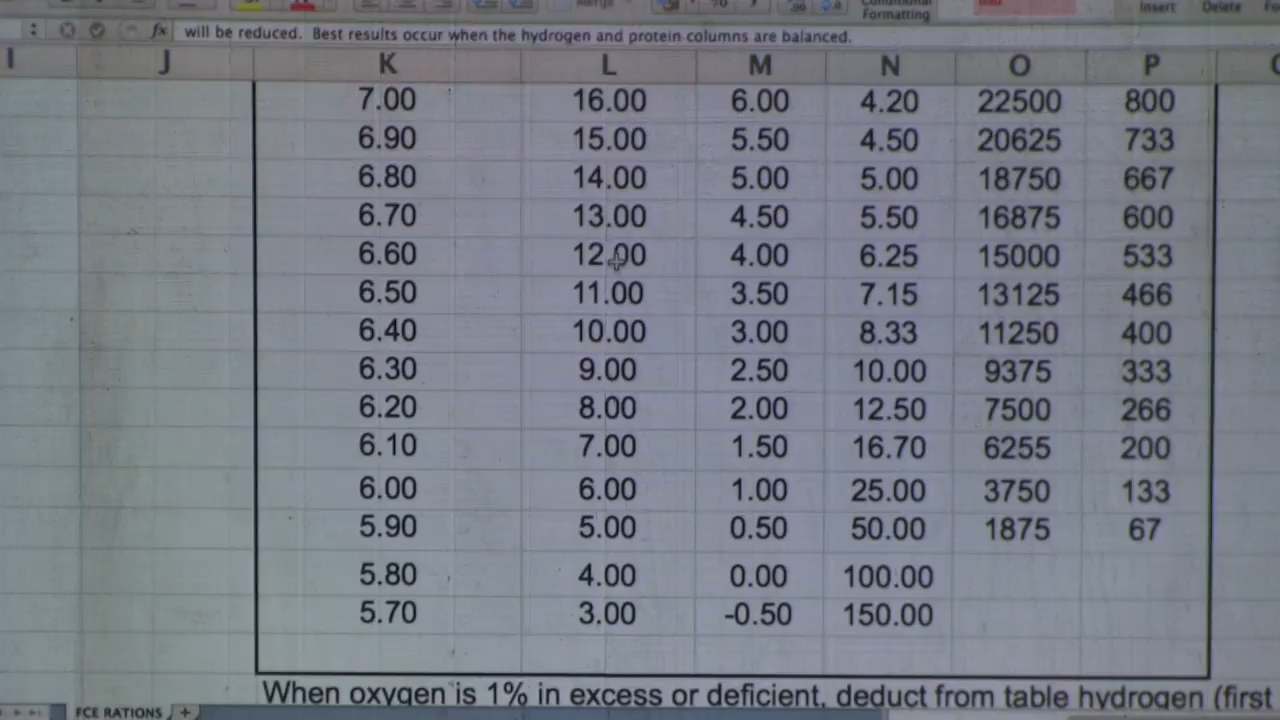 Merge
Conditional
Formatting
Bad
Insert Delete
fx will be reduced. Best results occur when the hydrogen and protein columns are balanced.
I J K L M N O P
7.00 16.00 6.00 4.20 22500 800
6.90 15.00 5.50 4.50 20625 733
6.80 14.00 5.00 5.00 18750 667
6.70 13.00 4.50 5.50 16875 600
6.60 12.00 4.00 6.25 15000 533
6.50 11.00 3.50 7.15 13125 466
6.40 10.00 3.00 8.33 11250 400
6.30 9.00 2.50 10.00 9375 333
6.20 8.00 2.00 12.50 7500 266
6.10 7.00 1.50 16.70 6255 200
6.00 6.00 1.00 25.00 3750 133
5.90 5.00 0.50 50.00 1875 67
5.80 4.00 0.00 100.00
5.70 3.00 -0.50 150.00
When oxygen is 1% in excess or deficient, deduct from table hydrogen (first
FCE RATIONS +